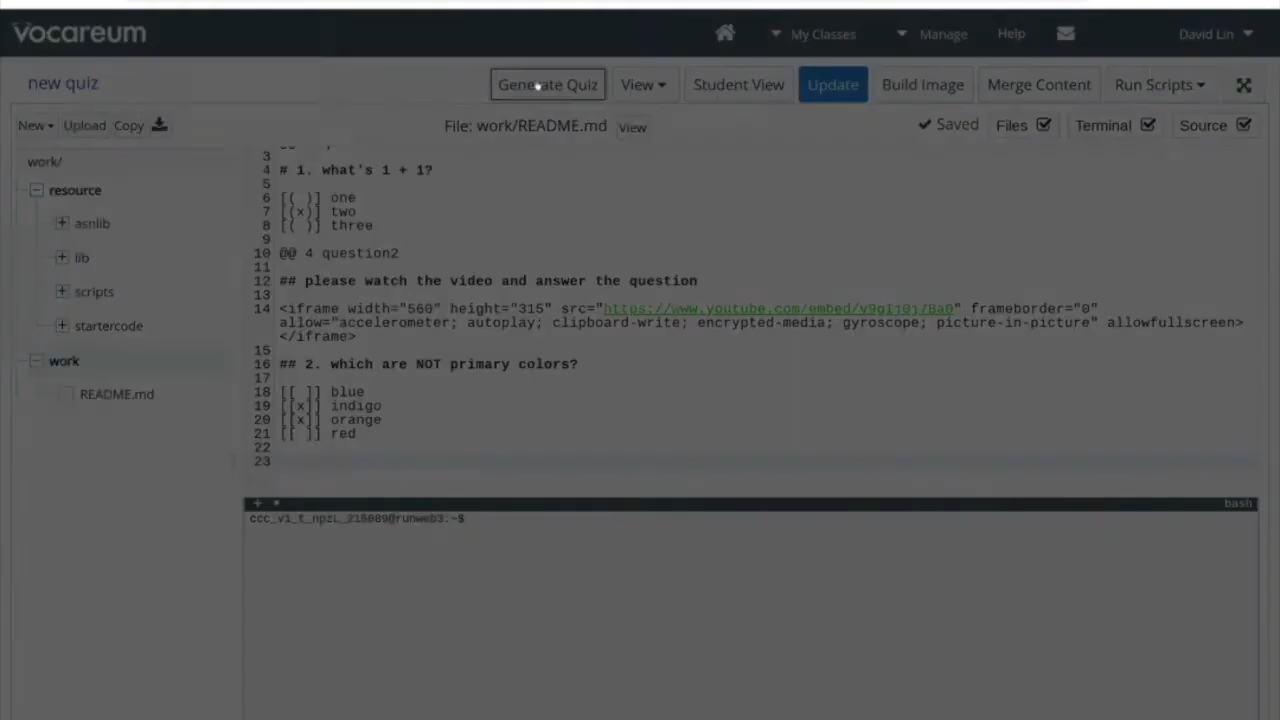 vocareum
My Classes
Manage
Help
David Lin
new quiz
Generate Quiz
View
Student View
Update
Build Image
Merge Content
Run Scripts
New
Upload
Copy
File: work/README.md
View
Saved
Files
Terminal
Source
work/
resource
asnlib
lib
scripts
startercode
work
README.md
3
4 # 1. what's 1 + 1?
5
6 [( )] one
7 [(x)] two
8 [( )] three
9
10 @@ 4 question2
11
12 ## please watch the video and answer the question
13
14 <iframe width="560" height="315" src="https://www.youtube.com/embed/ frameborder="0"
allow="accelerometer; autoplay; clipboard-write; encrypted-media; gyroscope; picture-in-picture" allowfullscreen>
</iframe>
15
16 ## 2. which are NOT primary colors?
17
18 [[ ]] blue
19 [[x]] indigo
20 [[x]] orange
21 [[ ]] red
22
23
+
bash